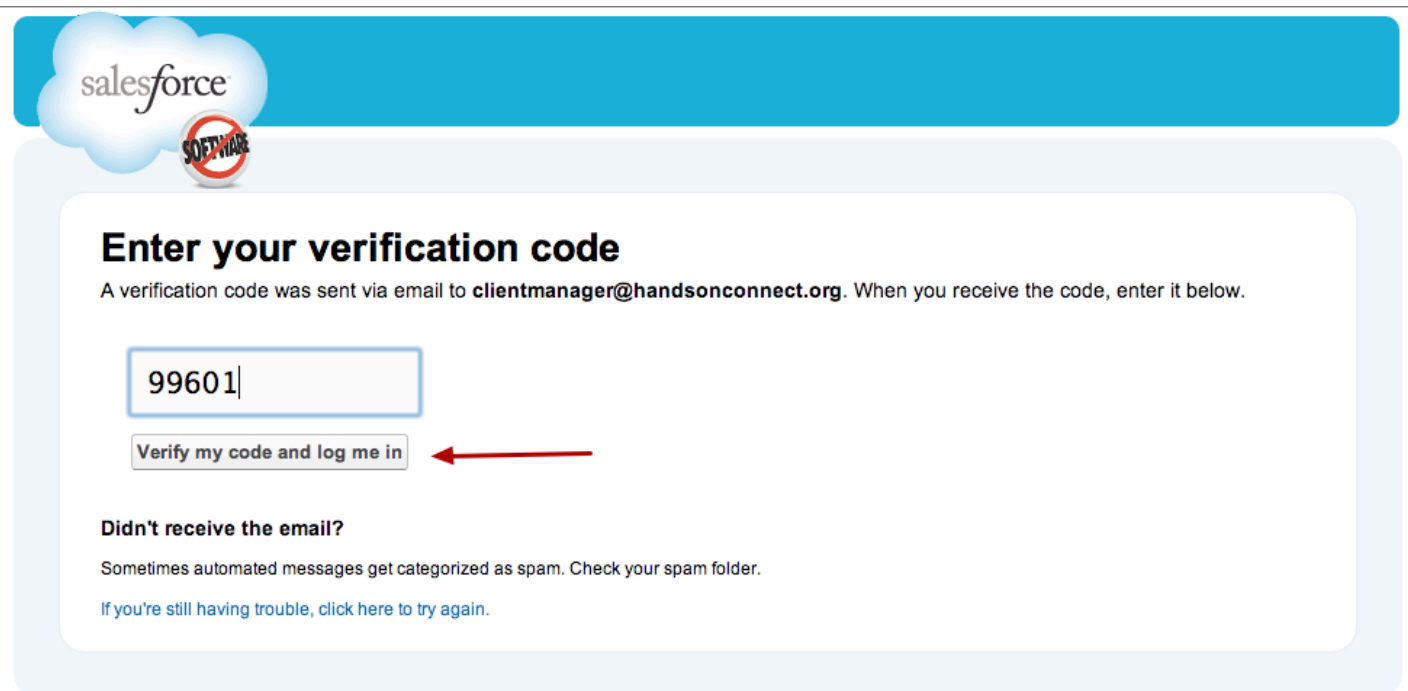 salesforce
SOFTWARE
Enter your verification code
A verification code was sent via email to clientmanager@handsonconnect.org. When you receive the code, enter it below.
99601
Verify my code and log me in
Didn't receive the email?
Sometimes automated messages get categorized as spam. Check your spam folder.
If you're still having trouble, click here to try again.